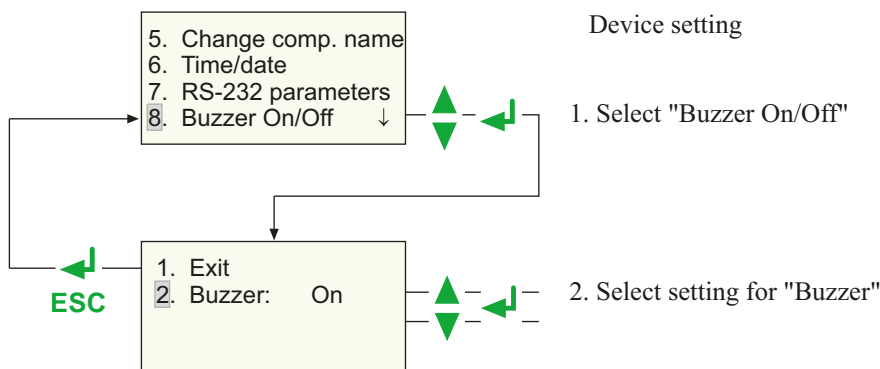 Device setting
5. Change comp. name
6. Time/date
7. RS-232 parameters
8. Buzzer On/Off ↓
1. Select "Buzzer On/Off"
1. Exit
2. Buzzer: On
ESC
2. Select setting for "Buzzer"